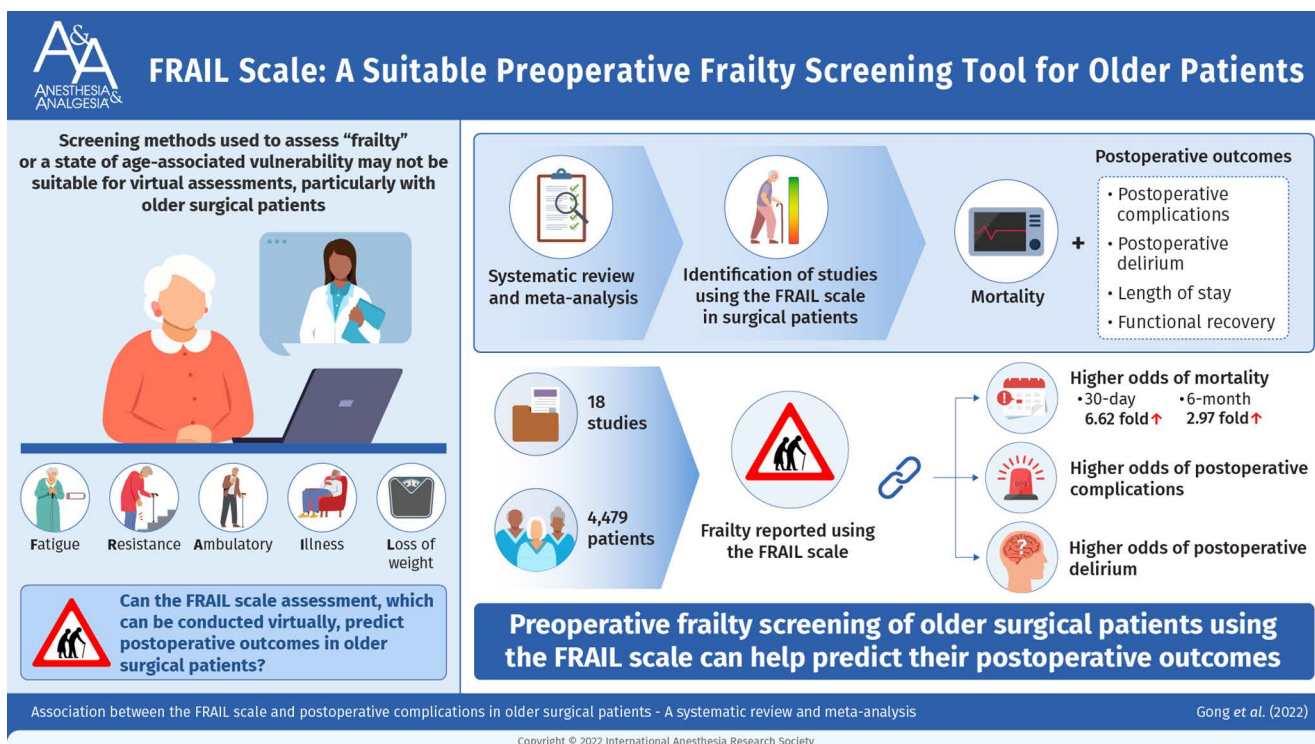 A&A
ANESTHESIA &
ANALGESIA
FRAIL Scale: A Suitable Preoperative Frailty Screening Tool for Older Patients
Screening methods used to assess “frailty”
or a state of age-associated vulnerability may not be
suitable for virtual assessments, particularly with
older surgical patients
Fatigue
Resistance
Ambulatory
Illness
Loss of
weight
Can the FRAIL scale assessment, which
can be conducted virtually, predict
postoperative outcomes in older
surgical patients?
Systematic review
and meta-analysis
Identification of studies
using the FRAIL scale
in surgical patients
Mortality
+
Postoperative outcomes
• Postoperative
complications
• Postoperative
delirium
• Length of stay
• Functional recovery
18
studies
4,479
patients
Frailty reported using
the FRAIL scale
Higher odds of mortality
•30-day •6-month
6.62 fold↑ 2.97 fold↑
Higher odds of postoperative
complications
Higher odds of postoperative
delirium
?
Preoperative frailty screening of older surgical patients using
the FRAIL scale can help predict their postoperative outcomes
Association between the FRAIL scale and postoperative complications in older surgical patients - A systematic review and meta-analysis
Gong et al. (2022)
Copyright © 2022 International Anesthesia Research Society